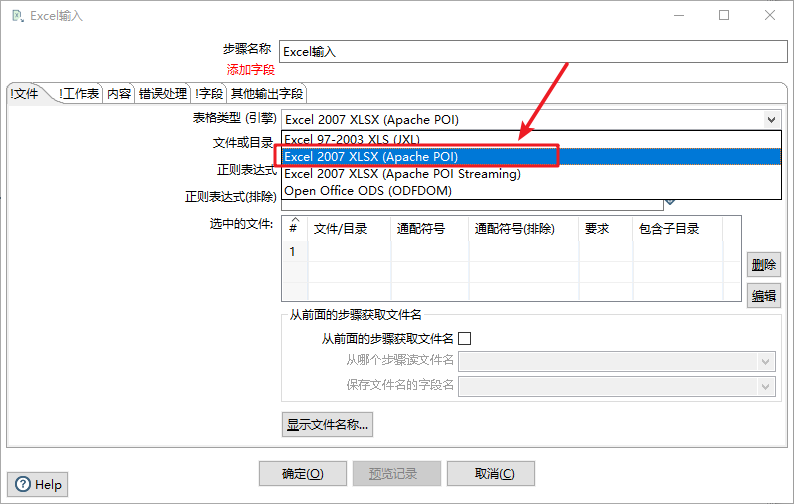 Excel输入
步骤名称 Excel输入
添加字段
!文件 !工作表 内容 错误处理 !字段 其他输出字段
表格类型 (引擎) Excel 2007 XLSX (Apache POI)
文件或目录 Excel 97-2003 XLS (JXL)
Excel 2007 XLSX (Apache POI)
正则表达式 Excel 2007 XLSX (Apache POI Streaming)
正则表达式(排除) Open Office ODS (ODFDOM)
选中的文件: # 文件/目录 通配符号 通配符号(排除) 要求 包含子目录
1
删除
编辑
从前面的步骤获取文件名
从前面的步骤获取文件名
从哪个步骤读文件名
保存文件名的字段名
显示文件名称...
确定(O) 预览记录 取消(C)
Help